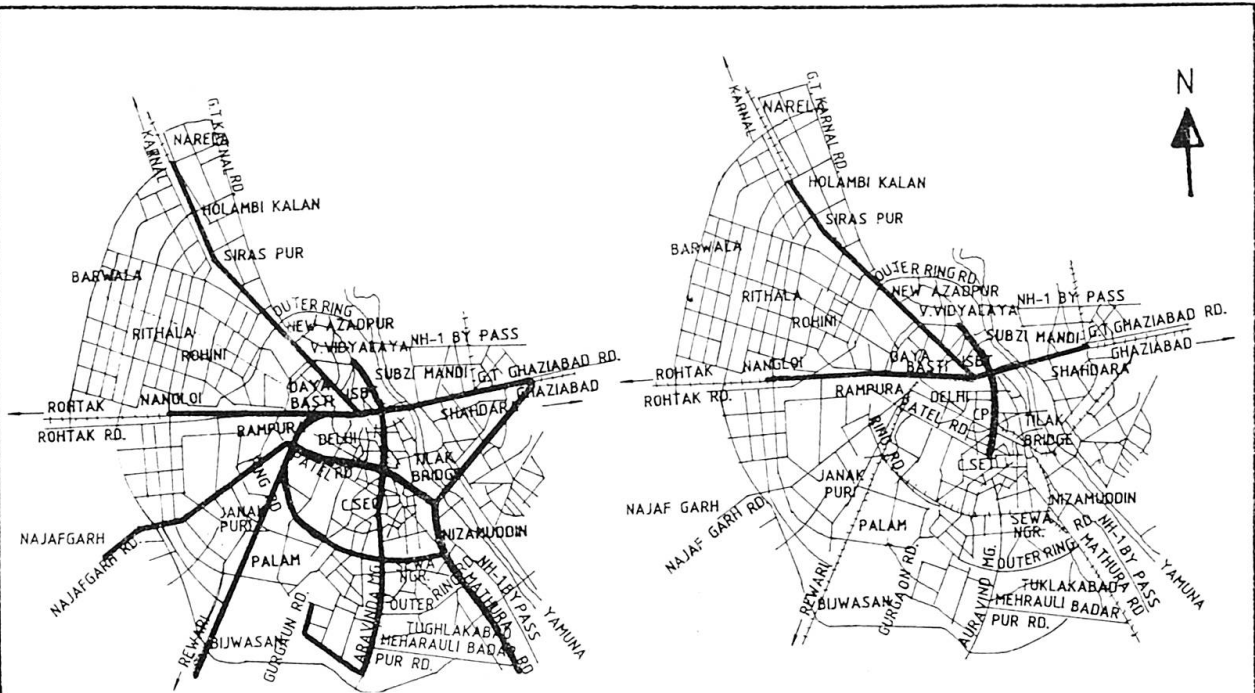 KARNAL
G.T. KARNAL RD.
NARELA
HOLAMBI KALAN
SIRAS PUR
BARWALA
RITHALA
ROHINI
OUTER RING
NEW AZADPUR
V.VIDYALAYA
NH-1 BY PASS
SUBZI MANDI
G.T GHAZIABAD RD.
GHAZIABAD
SHAHDARA
DAYA
BASTI
ISBT
ROHTAK
NANGLOI
ROHTAK RD.
RAMPURA
DELHI
PATEL RD.
TILAK
BRIDGE
RING RD
JANAK
PURI
C.SEC
NIZAMUDDIN
NAJAFGARH
NAJAFGARH RD.
PALAM
SEWA
NGR.
OUTER RING RD
MATHURA RD
NH-1 BY PASS
YAMUNA
TUGHLAKABAD
MEHARAULI BADAR
PUR RD.
ARAVINDA MG.
GURGAUN RD.
BIJWASAN
REWARI
N
KARNAL
G.T. KARNAL RD.
NARELA
HOLAMBI KALAN
SIRAS PUR
BARWALA
RITHALA
ROHINI
OUTER RING RD
NEW AZADPUR
V.VIDYALAYA
NH-1 BY PASS
SUBZI MANDI
G.T GHAZIABAD RD.
GHAZIABAD
SHAHDARA
DAYA
BASTI
ISBT
ROHTAK
NANGLOI
ROHTAK RD.
RAMPURA
DELHI
PATEL RD.
CP
TILAK
BRIDGE
RING RD.
C.SET
JANAK
PURI
NIZAMUDDIN
NAJAF GARH
NAJAF GARH RD.
PALAM
SEWA
NGR.
OUTER RING RD
NH-1 BY PASS
MATHURA RD
YAMUNA
TUKLAKABAD
MEHRAULI BADAR
PUR RD.
AURAVIND MG.
GURGAON RD.
BIJWASAN
REWARI